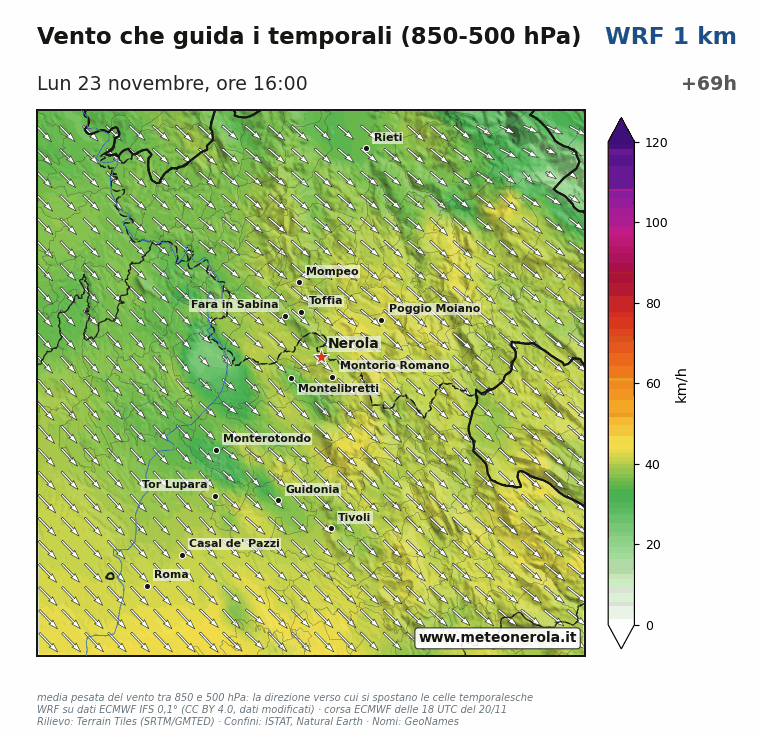 Vento che guida i temporali (850-500 hPa) WRF 1 km
Lun 23 novembre, ore 16:00 +69h
Rieti
Mompeo
Fara in Sabina
Toffia
Poggio Moiano
Nerola
Montorio Romano
Montelibretti
Monterotondo
Tor Lupara
Guidonia
Tivoli
Casal de' Pazzi
Roma
www.meteonerola.it
120
100
80
60
40
20
0
km/h
media pesata del vento tra 850 e 500 hPa: la direzione verso cui si spostano le celle temporalesche
WRF su dati ECMWF IFS 0,1° (CC BY 4.0, dati modificati) · corsa ECMWF delle 18 UTC del 20/11
Rilievo: Terrain Tiles (SRTM/GMTED) · Confini: ISTAT, Natural Earth · Nomi: GeoNames